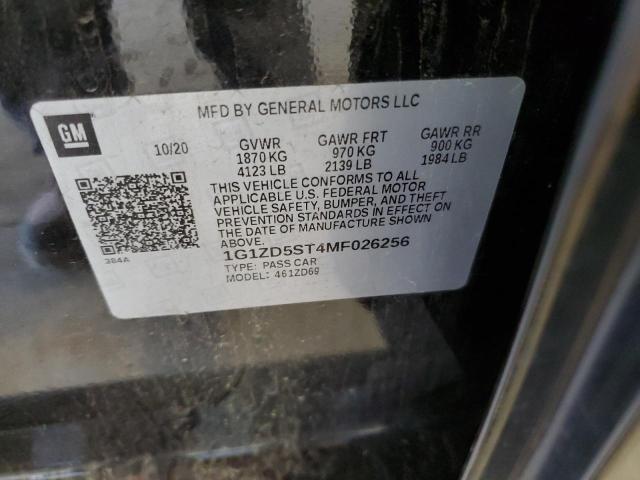 MFD BY GENERAL MOTORS LLC
GM
10/20 GVWR GAWR FRT GAWR RR
1870 KG 970 KG 900 KG
4123 LB 2139 LB 1984 LB
THIS VEHICLE CONFORMS TO ALL
APPLICABLE U.S. FEDERAL MOTOR
VEHICLE SAFETY, BUMPER, AND THEFT
PREVENTION STANDARDS IN EFFECT ON
THE DATE OF MANUFACTURE SHOWN
ABOVE.
1G1ZD5ST4MF026256
TYPE: PASS CAR
MODEL: 461ZD69
384A